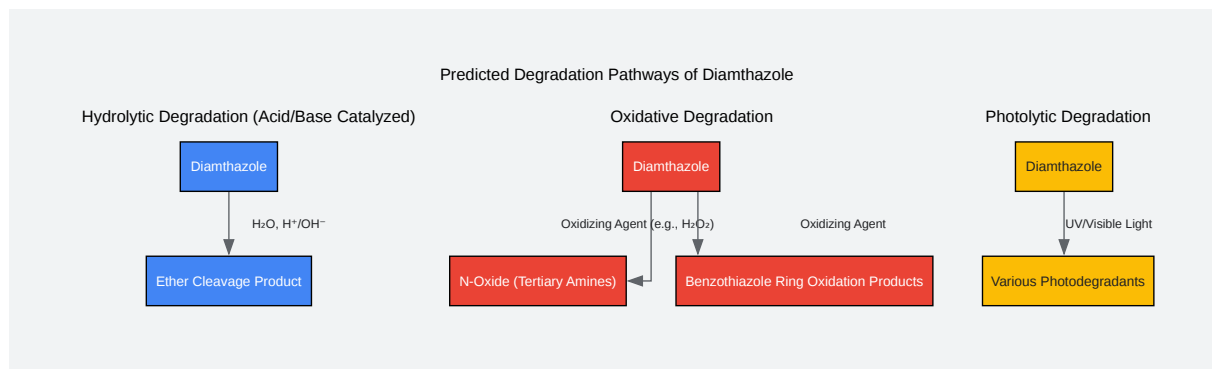 Predicted Degradation Pathways of Diamthazole
Hydrolytic Degradation (Acid/Base Catalyzed)
Diamthazole
H₂O, H⁺/OH⁻
Ether Cleavage Product
Oxidative Degradation
Diamthazole
Oxidizing Agent (e.g., H₂O₂)
Oxidizing Agent
N-Oxide (Tertiary Amines)
Benzothiazole Ring Oxidation Products
Photolytic Degradation
Diamthazole
UV/Visible Light
Various Photodegradants